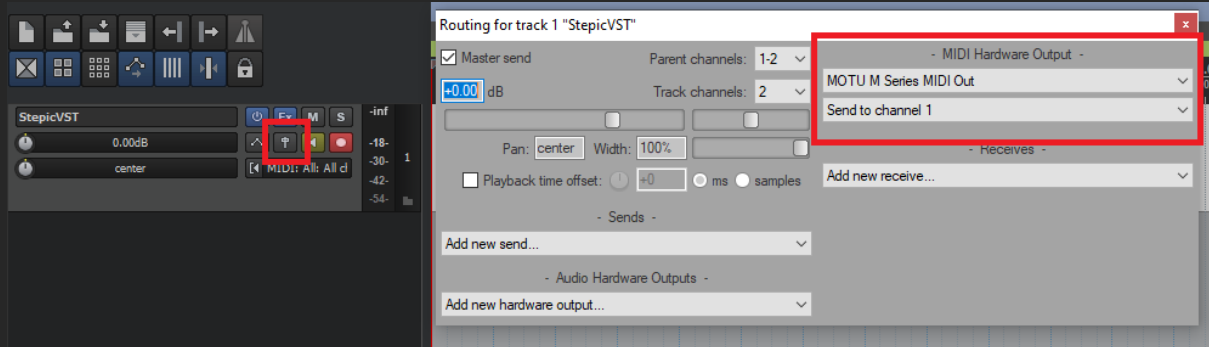 StepicVST
Fx
M
S
-inf
0.00dB
-18-
center
MIDI: All: All cl
-30-
1
-42-
-54-
Routing for track 1 "StepicVST"
x
Master send
Parent channels:
1-2
+0.00
dB
Track channels:
2
Pan:
center
Width:
100%
Playback time offset:
+0
ms
samples
- Sends -
Add new send...
- Audio Hardware Outputs -
Add new hardware output...
- MIDI Hardware Output -
MOTU M Series MIDI Out
Send to channel 1
- Receives -
Add new receive...